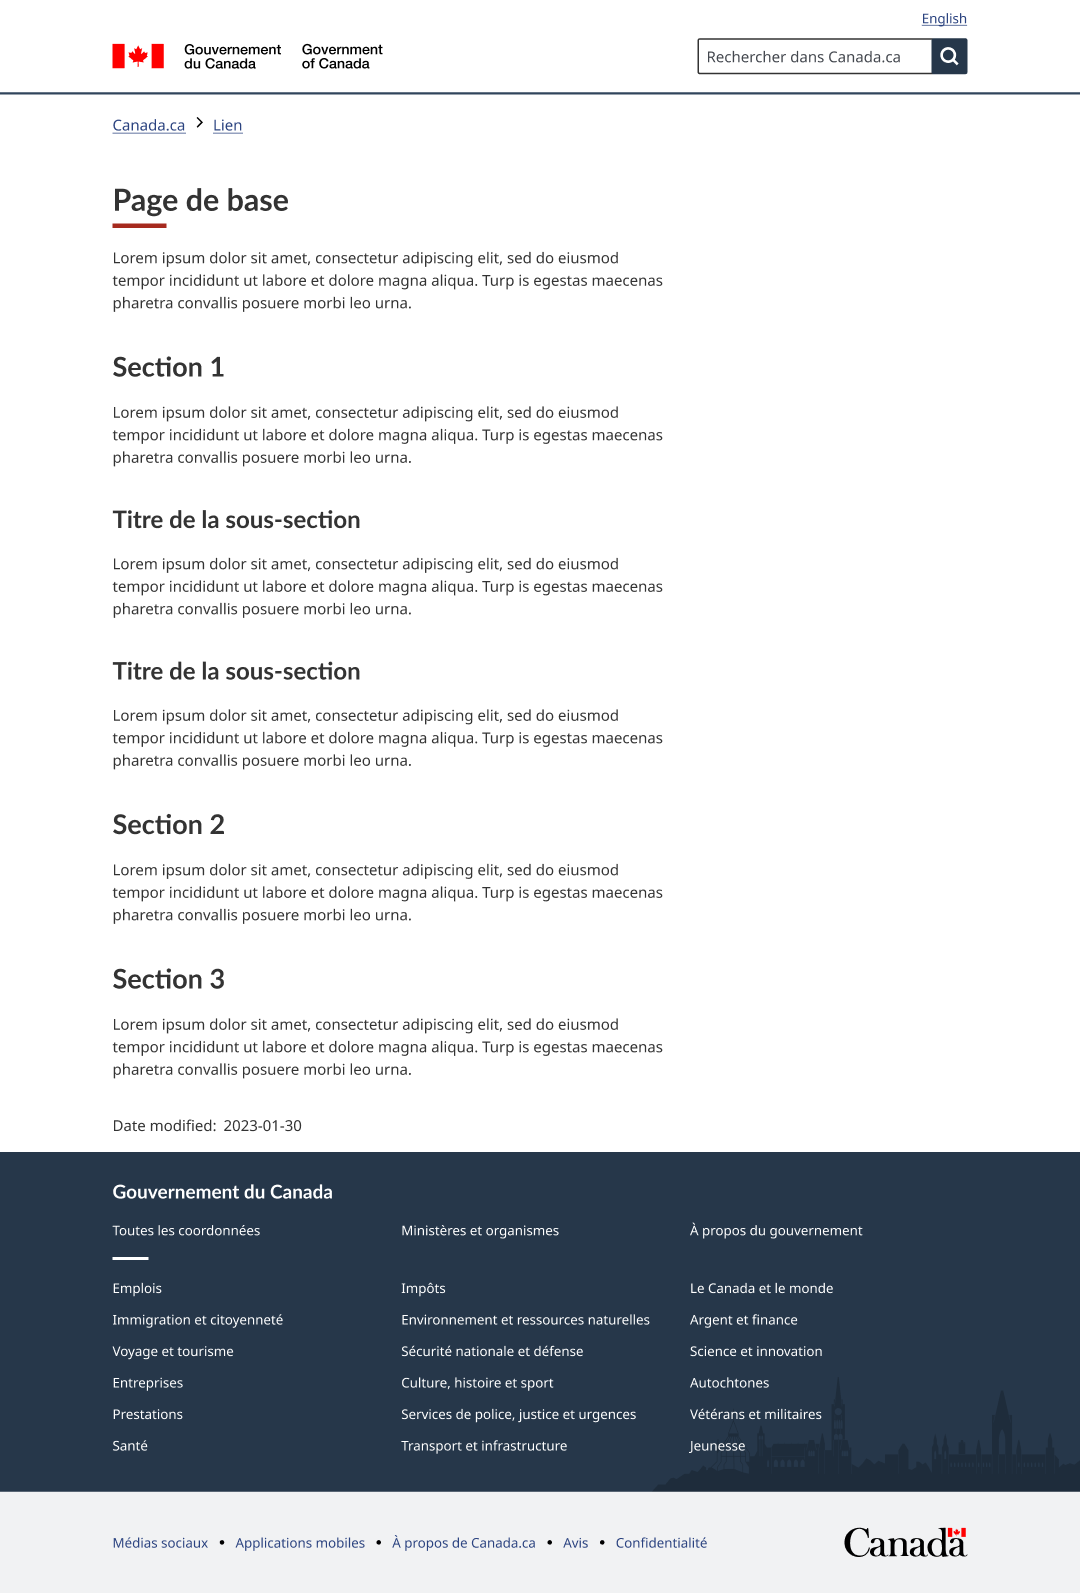 English
Gouvernement
du Canada
Government
of Canada
Rechercher dans Canada.ca
Canada.ca > Lien
Page de base
Lorem ipsum dolor sit amet, consectetur adipiscing elit, sed do eiusmod
tempor incididunt ut labore et dolore magna aliqua. Turp is egestas maecenas
pharetra convallis posuere morbi leo urna.
Section 1
Lorem ipsum dolor sit amet, consectetur adipiscing elit, sed do eiusmod
tempor incididunt ut labore et dolore magna aliqua. Turp is egestas maecenas
pharetra convallis posuere morbi leo urna.
Titre de la sous-section
Lorem ipsum dolor sit amet, consectetur adipiscing elit, sed do eiusmod
tempor incididunt ut labore et dolore magna aliqua. Turp is egestas maecenas
pharetra convallis posuere morbi leo urna.
Titre de la sous-section
Lorem ipsum dolor sit amet, consectetur adipiscing elit, sed do eiusmod
tempor incididunt ut labore et dolore magna aliqua. Turp is egestas maecenas
pharetra convallis posuere morbi leo urna.
Section 2
Lorem ipsum dolor sit amet, consectetur adipiscing elit, sed do eiusmod
tempor incididunt ut labore et dolore magna aliqua. Turp is egestas maecenas
pharetra convallis posuere morbi leo urna.
Section 3
Lorem ipsum dolor sit amet, consectetur adipiscing elit, sed do eiusmod
tempor incididunt ut labore et dolore magna aliqua. Turp is egestas maecenas
pharetra convallis posuere morbi leo urna.
Date modified: 2023-01-30
Gouvernement du Canada
Toutes les coordonnées
Ministères et organismes
À propos du gouvernement
Emplois
Impôts
Le Canada et le monde
Immigration et citoyenneté
Environnement et ressources naturelles
Argent et finance
Voyage et tourisme
Sécurité nationale et défense
Science et innovation
Entreprises
Culture, histoire et sport
Autochtones
Prestations
Services de police, justice et urgences
Vétérans et militaires
Santé
Transport et infrastructure
Jeunesse
Médias sociaux • Applications mobiles • À propos de Canada.ca • Avis • Confidentialité
Canada